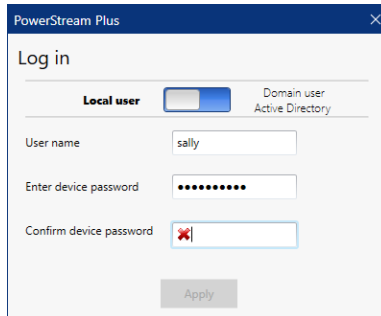 PowerStream Plus
Log in
Local user
Domain user
Active Directory
User name
sally
Enter device password
••••••••••
Confirm device password
Apply